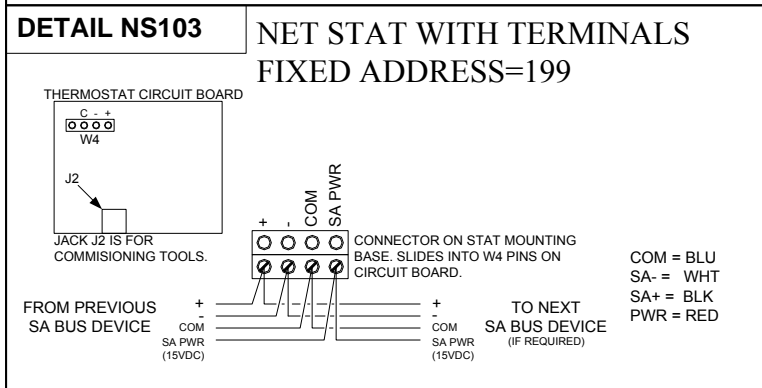 DETAIL NS103
NET STAT WITH TERMINALS
FIXED ADDRESS=199
THERMOSTAT CIRCUIT BOARD
C - +
W4
J2
JACK J2 IS FOR
COMMISIONING TOOLS.
+
-
COM
SA PWR
CONNECTOR ON STAT MOUNTING
BASE. SLIDES INTO W4 PINS ON
CIRCUIT BOARD.
COM = BLU
SA- = WHT
SA+ = BLK
PWR = RED
FROM PREVIOUS
SA BUS DEVICE
+
-
COM
SA PWR
(15VDC)
+
-
COM
SA PWR
(15VDC)
TO NEXT
SA BUS DEVICE
(IF REQUIRED)